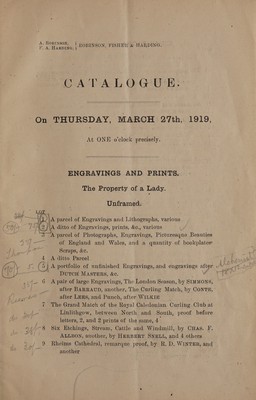 ROBINSON, FISHER & HARDING.
CATALOGUE.
On THURSDAY, MARCH 27th, 1919,
At ONE o'clock precisely.
ENGRAVINGS AND PRINTS,
The Property of a Lady.
Unframed.
LOT
1 A parcel of Engravings and Lithographs, various
2 A ditto of Engravings, prints, &c., various
3 A parcel of Photographs, Engravings, Picturesque Beauties
of England and Wales, and a quantity of bookplates
Scraps, &c.
4 A ditto Parcel
5 A portfolio of unfinished Engravings, and engravings after
DUTCH MASTERS, &c.
6 A pair of large Engravings, The London Season, by SIMMONS,
after BARRAUD, another, The Curling Match, by
after LEES, and Punch, after WILKIE
7 The Grand Match of the Royal Caledonian Curling Club at
Linlithgow, between North and South, proof before
letters, 2, and 2 prints of the same, 4
8 Six Etchings, Stream, Cattle and Windmill, by CHAS. F.
ALLSON, another, by HERBERT SNELL, and 4 others
9 Rheims Cathedral, remarque proof, by R. D. WINTER, and
another